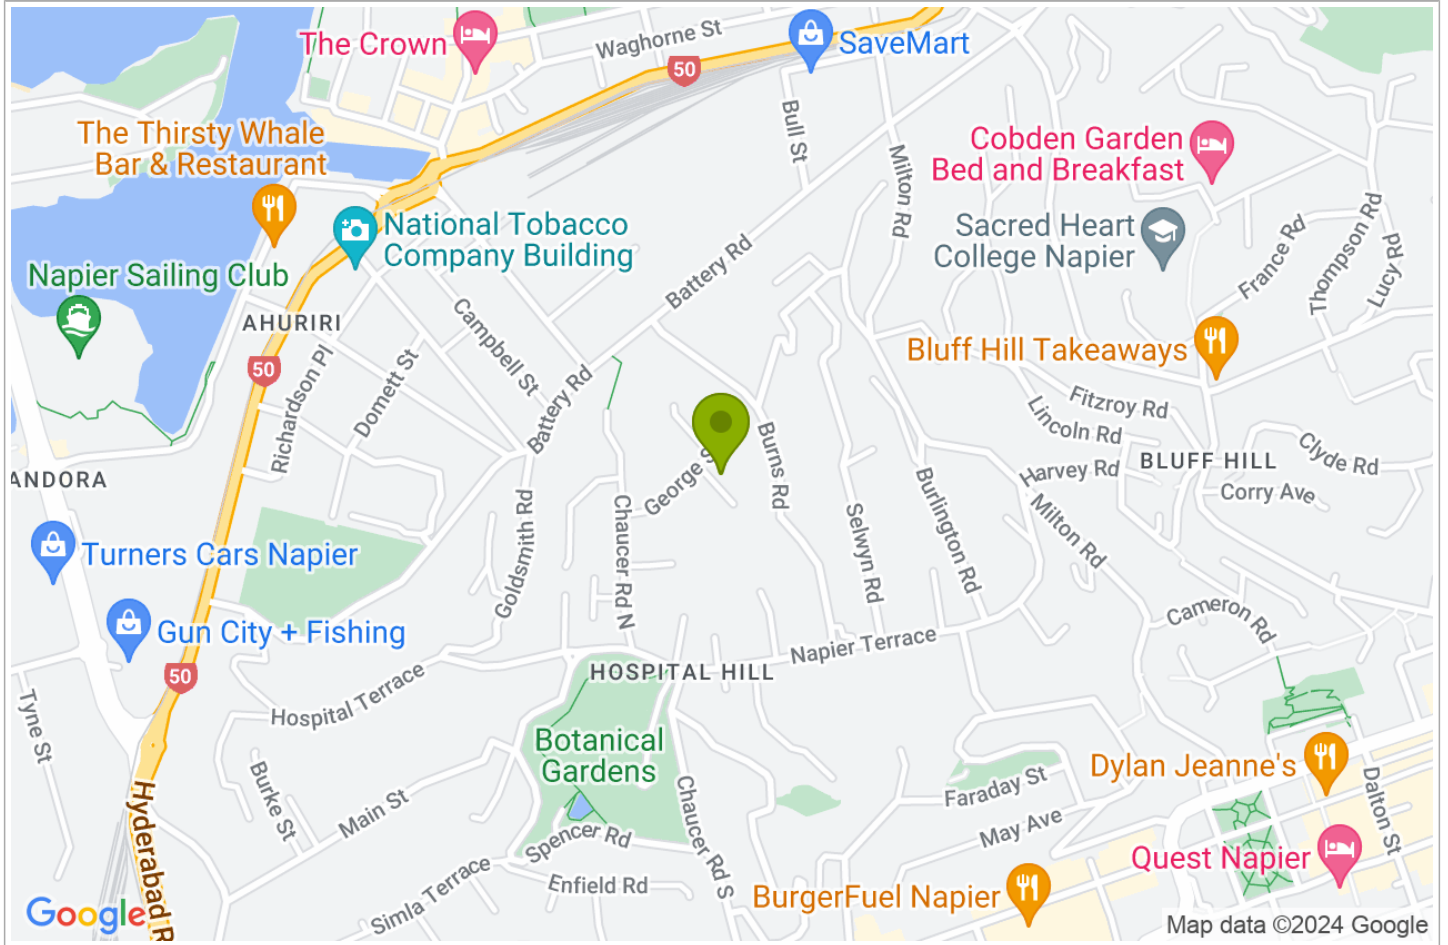 The Crown
Waghorne St
50
SaveMart
The Thirsty Whale
Bar & Restaurant
Bull St
Milton Rd
Cobden Garden
Bed and Breakfast
National Tobacco
Company Building
Sacred Heart
College Napier
Napier Sailing Club
Battery Rd
France Rd
Thompson Rd
Lucy Rd
AHURIRI
Campbell St
50
Richardson Pl
Domett St
Battery Rd
Bluff Hill Takeaways
Fitzroy Rd
Lincoln Rd
Clyde Rd
ANDORA
George S
Burns Rd
Harvey Rd
BLUFF HILL
Corry Ave
Goldsmith Rd
Chaucer Rd N
Selwyn Rd
Burlington Rd
Milton Rd
Turners Cars Napier
Gun City + Fishing
Cameron Rd
50
Napier Terrace
HOSPITAL HILL
Hospital Terrace
Tyne St
Botanical
Gardens
Burke St
Main St
Hyderabad R
Spencer Rd
Chaucer Rd S
Faraday St
May Ave
Dylan Jeanne's
Dalton St
Quest Napier
Simla Terrace
Enfield Rd
BurgerFuel Napier
Google
Map data ©2024 Google